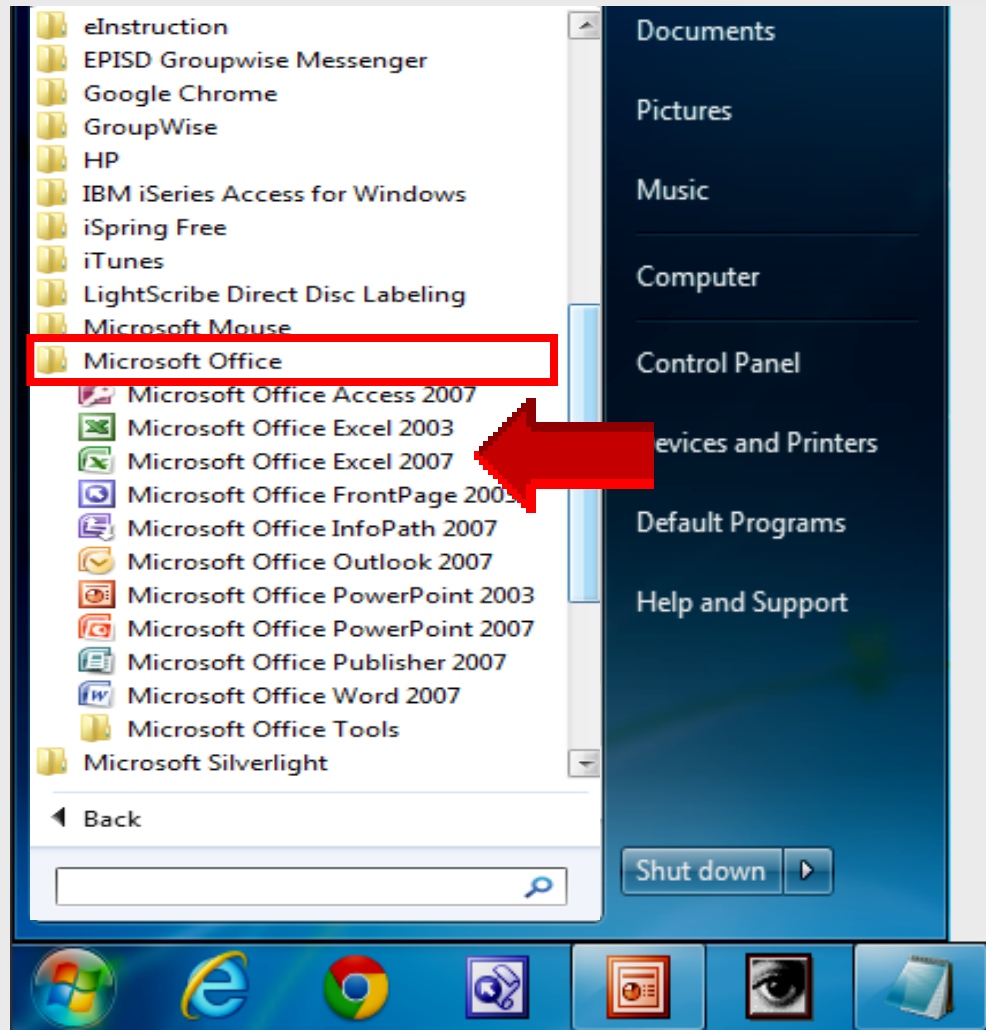 eInstruction
EPISD Groupwise Messenger
Google Chrome
GroupWise
HP
IBM iSeries Access for Windows
iSpring Free
iTunes
LightScribe Direct Disc Labeling
Microsoft Mouse
Microsoft Office
Microsoft Office Access 2007
Microsoft Office Excel 2003
Microsoft Office Excel 2007
Microsoft Office FrontPage 2003
Microsoft Office InfoPath 2007
Microsoft Office Outlook 2007
Microsoft Office PowerPoint 2003
Microsoft Office PowerPoint 2007
Microsoft Office Publisher 2007
Microsoft Office Word 2007
Microsoft Office Tools
Microsoft Silverlight
Back
Documents
Pictures
Music
Computer
Control Panel
evices and Printers
Default Programs
Help and Support
Shut down